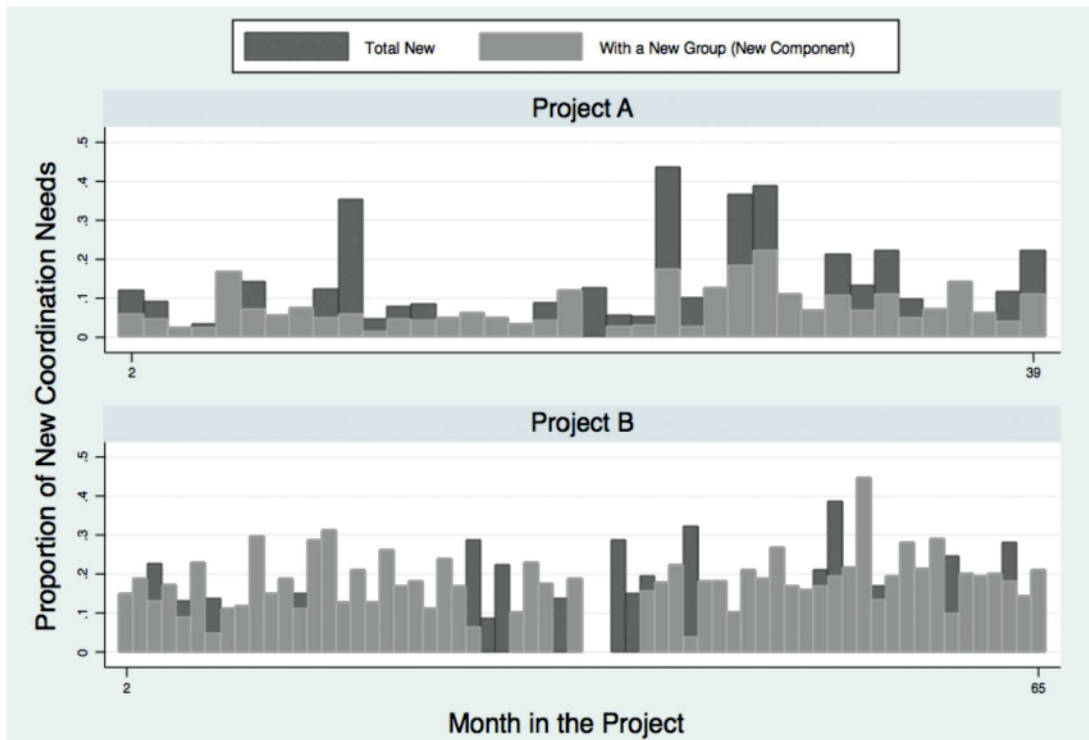 Total New
With a New Group (New Component)
Project A
Proportion of New Coordination Needs
.5
.4
.3
.2
.1
0
2
39
Project B
.5
.4
.3
.2
.1
0
2
65
Month in the Project